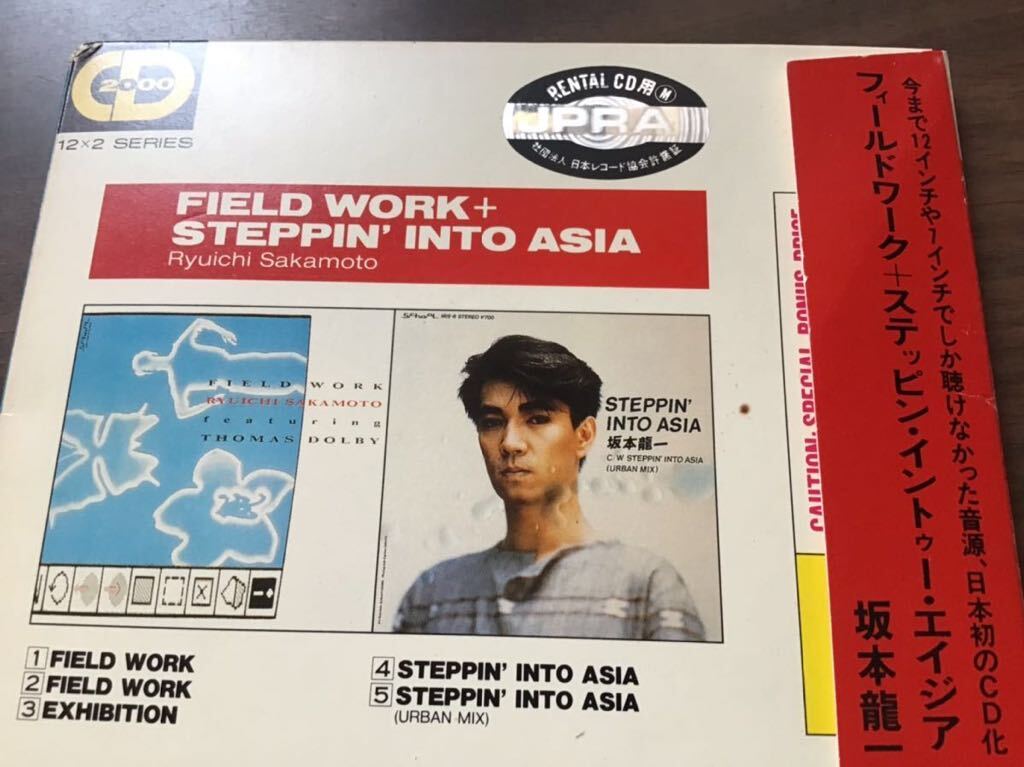 CD
2000
12×2 SERIES
RENTAL CD用 M
JPRA
社団法人 日本レコード協会許諾証
FIELD WORK+
STEPPIN' INTO ASIA
Ryuichi Sakamoto
FIELD WORK
RYUICHI SAKAMOTO
featuring
THOMAS DOLBY
STEPPIN'
INTO ASIA
坂本龍一
C/W STEPPIN' INTO ASIA
(URBAN MIX)
1 FIELD WORK
2 FIELD WORK
3 EXHIBITION
4 STEPPIN' INTO ASIA
5 STEPPIN' INTO ASIA
(URBAN MIX)
CAUTION: SPECIAL BONUS PRICE
今まで12インチや7インチでしか聴けなかった音源、日本初のCD化
フィールドワーク+ステッピン・イントゥー・エイジア
坂本龍一